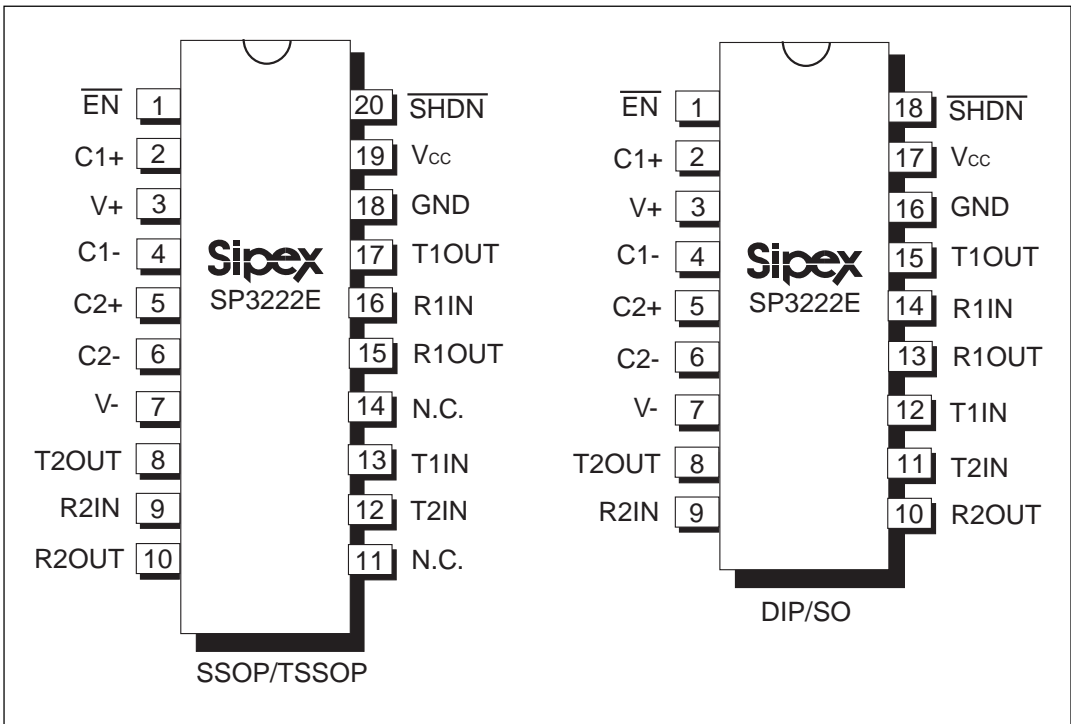 EN 1 20 SHDN
C1+ 2 19 Vcc
V+ 3 18 GND
C1- 4 17 T1OUT
C2+ 5 16 R1IN
C2- 6 15 R1OUT
V- 7 14 N.C.
T2OUT 8 13 T1IN
R2IN 9 12 T2IN
R2OUT 10 11 N.C.
Sipex
SP3222E
SSOP/TSSOP
EN 1 18 SHDN
C1+ 2 17 Vcc
V+ 3 16 GND
C1- 4 15 T1OUT
C2+ 5 14 R1IN
C2- 6 13 R1OUT
V- 7 12 T1IN
T2OUT 8 11 T2IN
R2IN 9 10 R2OUT
Sipex
SP3222E
DIP/SO